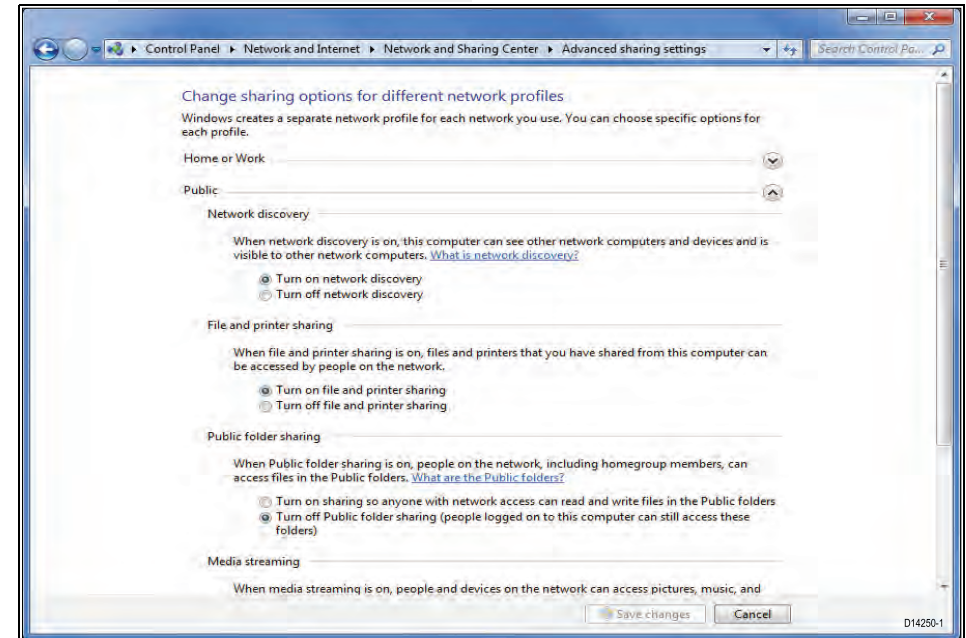 Control Panel ▸ Network and Internet ▸ Network and Sharing Center ▸ Advanced sharing settings
Search Control Pa...
Change sharing options for different network profiles
Windows creates a separate network profile for each network you use. You can choose specific options for
each profile.
Home or Work
Public
Network discovery
When network discovery is on, this computer can see other network computers and devices and is
visible to other network computers. What is network discovery?
Turn on network discovery
Turn off network discovery
File and printer sharing
When file and printer sharing is on, files and printers that you have shared from this computer can
be accessed by people on the network.
Turn on file and printer sharing
Turn off file and printer sharing
Public folder sharing
When Public folder sharing is on, people on the network, including homegroup members, can
access files in the Public folders. What are the Public folders?
Turn on sharing so anyone with network access can read and write files in the Public folders
Turn off Public folder sharing (people logged on to this computer can still access these
folders)
Media streaming
When media streaming is on, people and devices on the network can access pictures, music, and
Save changes
Cancel
D14250-1